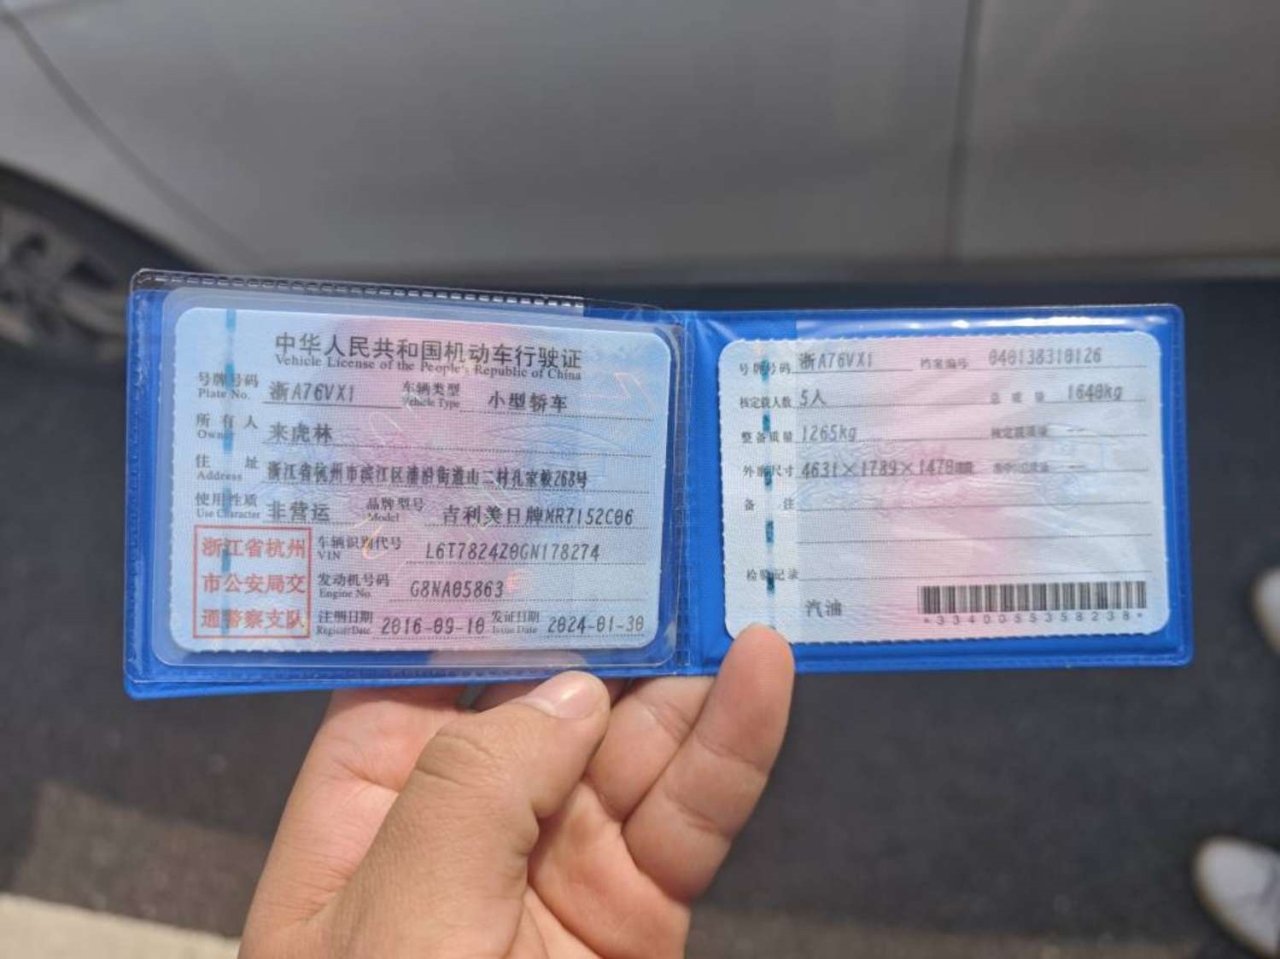 中华人民共和国机动车行驶证
Vehicle License of the People's Republic of China
号牌号码 浙A76VX1 车辆类型 小型轿车
Plate No. Vehicle Type
所有人 来虎林
Owner
住址 浙江省杭州市滨江区浦沿街道山二村孔家坂268号
Address
使用性质 非营运 品牌型号 吉利美日牌MR7152C06
Use Character Model
浙江省杭州
市公安局交
通警察支队
车辆识别代号 L6T7824Z0GN178274
VIN
发动机号码 G8NA05863
Engine No.
注册日期 2016-09-10 发证日期 2024-01-30
Register Date Issue Date
号牌号码 浙A76VX1 档案编号 040138310126
核定载人数 5人 总质量 1640kg
整备质量 1265kg 核定载质量 --
外廓尺寸 4631×1789×1470mm --
备注
检验记录
汽油
*3340055358238*